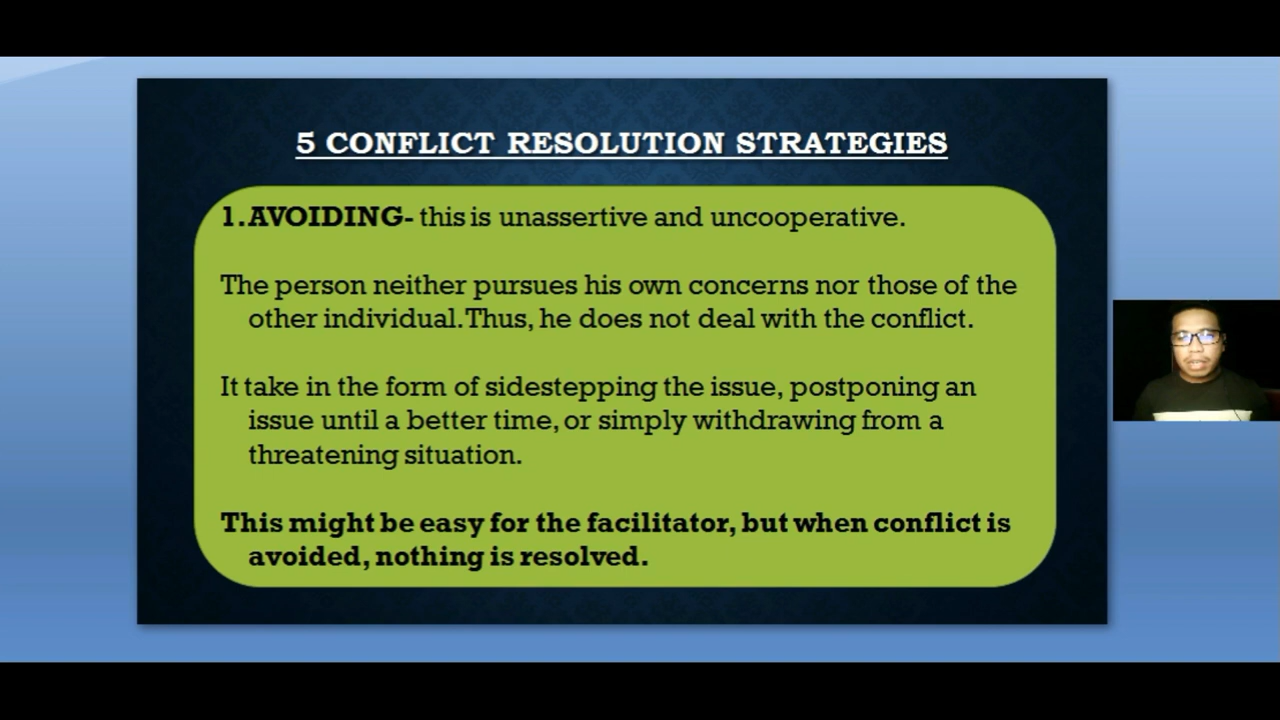 5 CONFLICT RESOLUTION STRATEGIES
1.AVOIDING- this is unassertive and uncooperative.
The person neither pursues his own concerns nor those of the
other individual.Thus, he does not deal with the conflict.
It take in the form of sidestepping the issue, postponing an
issue until a better time, or simply withdrawing from a
threatening situation.
This might be easy for the facilitator, but when conflict is
avoided, nothing is resolved.